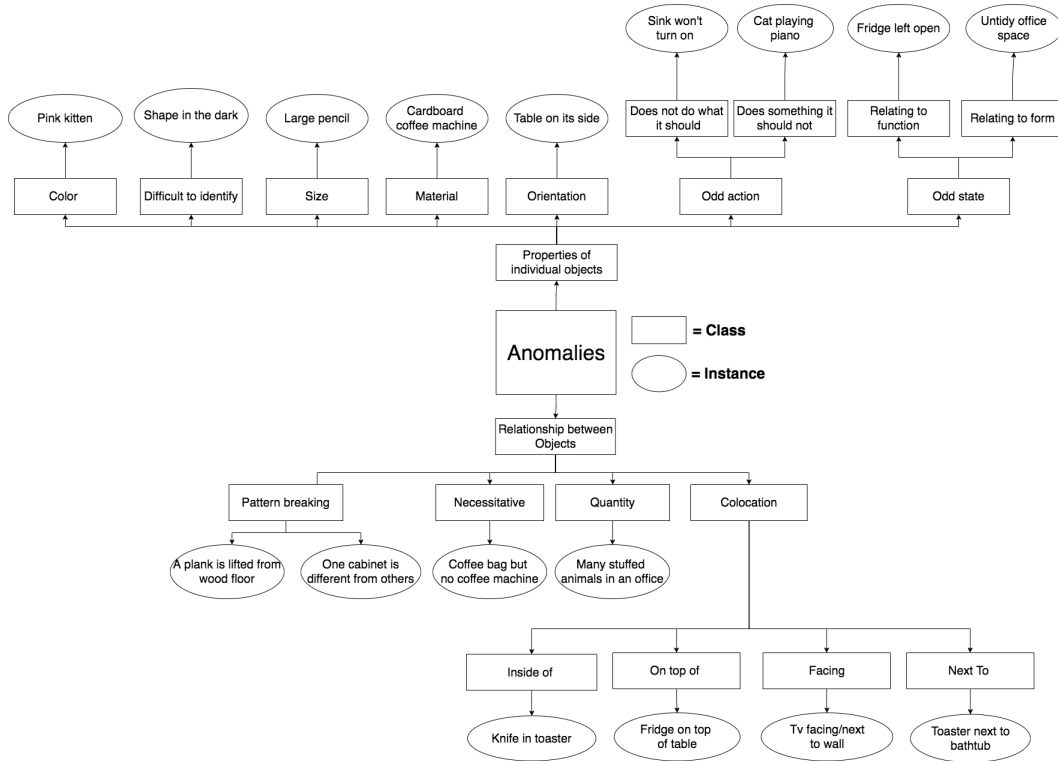 Sink won't
turn on
Cat playing
piano
Fridge left open
Untidy office
space
Pink kitten
Shape in the dark
Large pencil
Cardboard
coffee machine
Table on its side
Does not do what
it should
Does something it
should not
Relating to
function
Relating to form
Color
Difficult to identify
Size
Material
Orientation
Odd action
Odd state
Properties of
individual objects
Anomalies
= Class
= Instance
Relationship between
Objects
Pattern breaking
Necessitative
Quantity
Colocation
A plank is lifted from
wood floor
One cabinet is
different from others
Coffee bag but
no coffee machine
Many stuffed
animals in an office
Inside of
On top of
Facing
Next To
Knife in toaster
Fridge on top
of table
Tv facing/next
to wall
Toaster next to
bathtub